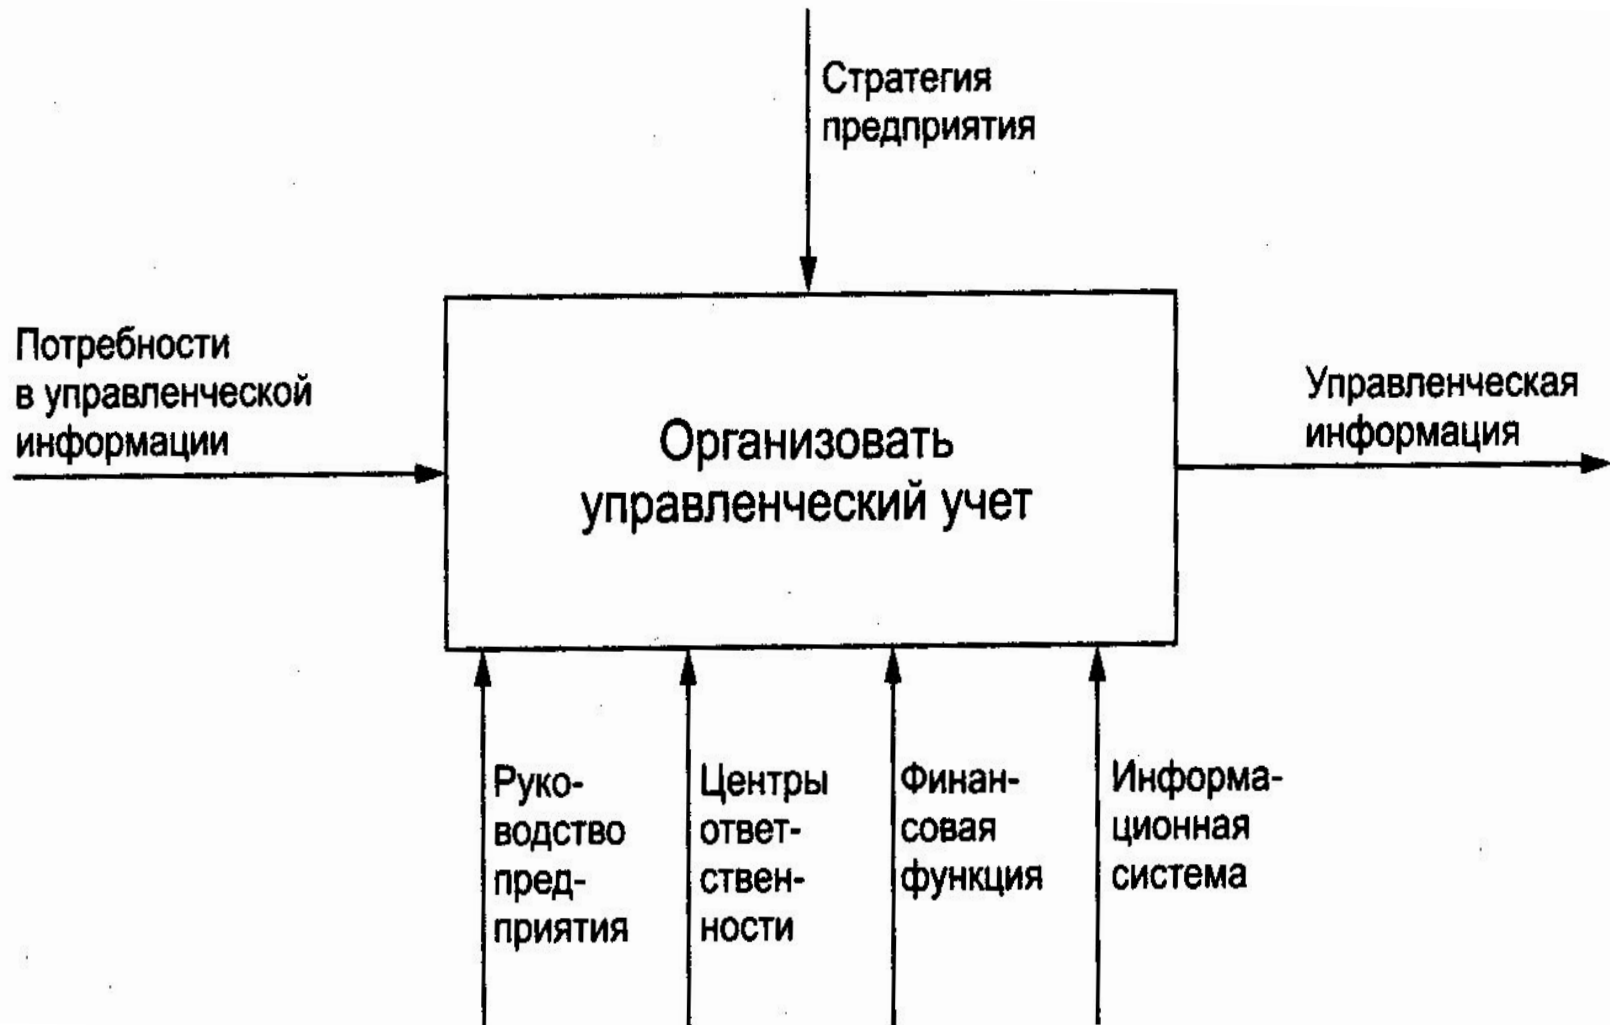 Стратегия
предприятия
Потребности
в управленческой
информации
Организовать
управленческий учет
Управленческая
информация
Руко-
водство
пред-
приятия
Центры
ответ-
ствен-
ности
Финан-
совая
функция
Информа-
ционная
система